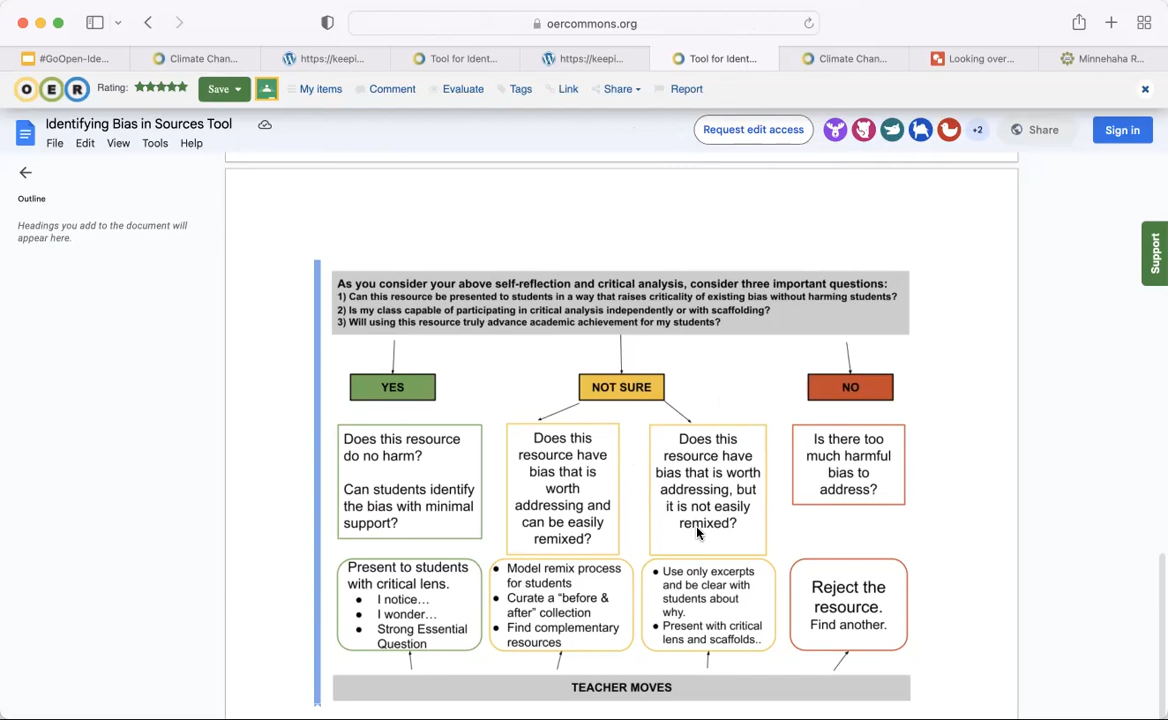 oercommons.org
#GoOpen-Ide...
Climate Chan...
https://keepi...
Tool for Ident...
https://keepi...
Tool for Ident...
Climate Chan...
Looking over...
Minnehaha R...
O E R
Rating:
Save
My items
Comment
Evaluate
Tags
Link
Share
Report
Identifying Bias in Sources Tool
File Edit View Tools Help
Request edit access
+2
Share
Sign in
Outline
Headings you add to the document will
appear here.
Support
As you consider your above self-reflection and critical analysis, consider three important questions:
1) Can this resource be presented to students in a way that raises criticality of existing bias without harming students?
2) Is my class capable of participating in critical analysis independently or with scaffolding?
3) Will using this resource truly advance academic achievement for my students?
YES
NOT SURE
NO
Does this resource
do no harm?
Can students identify
the bias with minimal
support?
Does this
resource have
bias that is
worth
addressing and
can be easily
remixed?
Does this
resource have
bias that is worth
addressing, but
it is not easily
remixed?
Is there too
much harmful
bias to
address?
Present to students
with critical lens.
● I notice…
● I wonder…
● Strong Essential
Question
● Model remix process
for students
● Curate a “before &
after” collection
● Find complementary
resources
● Use only excerpts
and be clear with
students about
why.
● Present with critical
lens and scaffolds..
Reject the
resource.
Find another.
TEACHER MOVES